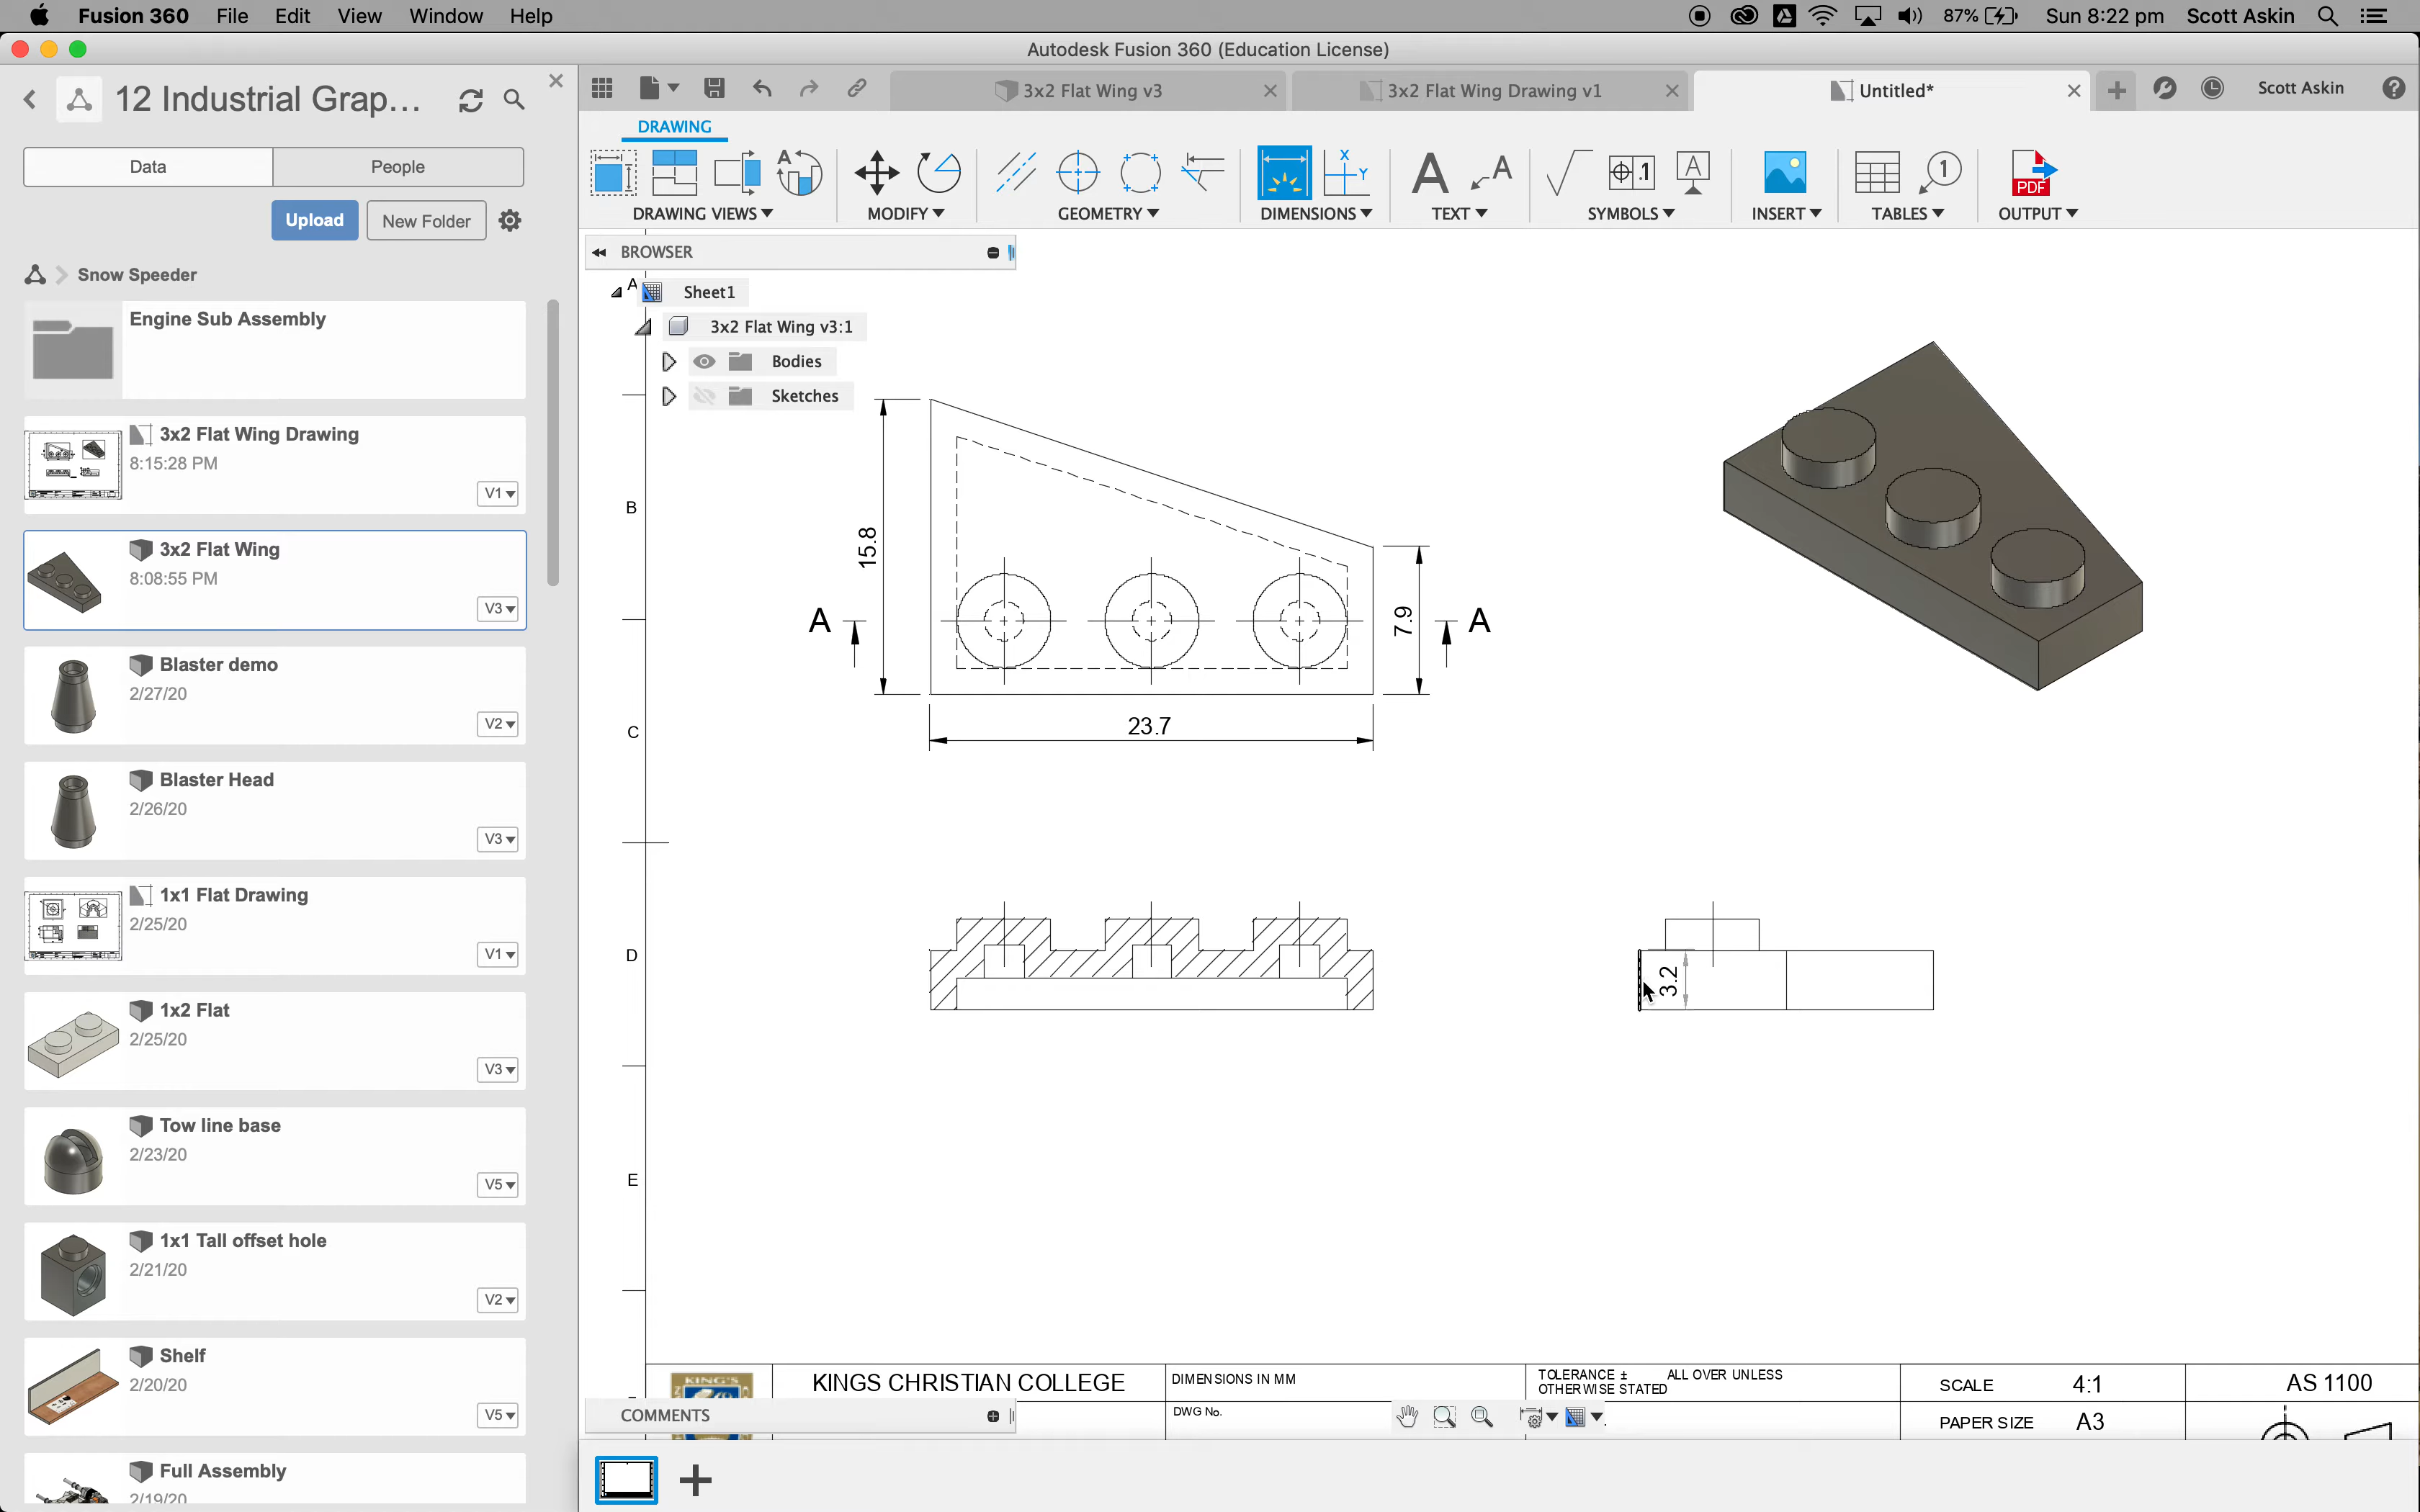 Fusion 360 File Edit View Window Help 87% Sun 8:22 pm Scott Askin
Autodesk Fusion 360 (Education License)
12 Industrial Grap...
3x2 Flat Wing v3 3x2 Flat Wing Drawing v1 Untitled* Scott Askin
Data People
Upload New Folder
Snow Speeder
Engine Sub Assembly
3x2 Flat Wing Drawing
8:15:28 PM
V1
3x2 Flat Wing
8:08:55 PM
V3
Blaster demo
2/27/20
V2
Blaster Head
2/26/20
V3
1x1 Flat Drawing
2/25/20
V1
1x2 Flat
2/25/20
V3
Tow line base
2/23/20
V5
1x1 Tall offset hole
2/21/20
V2
Shelf
2/20/20
V5
Full Assembly
2/19/20
DRAWING
DRAWING VIEWS MODIFY GEOMETRY DIMENSIONS TEXT SYMBOLS INSERT TABLES OUTPUT
BROWSER
A
Sheet1
3x2 Flat Wing v3:1
Bodies
Sketches
B
15.8
A
7.9
A
C
23.7
D
3.2
E
KING'S
KINGS CHRISTIAN COLLEGE
DIMENSIONS IN MM
TOLERANCE ± ALL OVER UNLESS
OTHERWISE STATED
SCALE 4:1
AS 1100
COMMENTS
DWG No.
PAPER SIZE A3